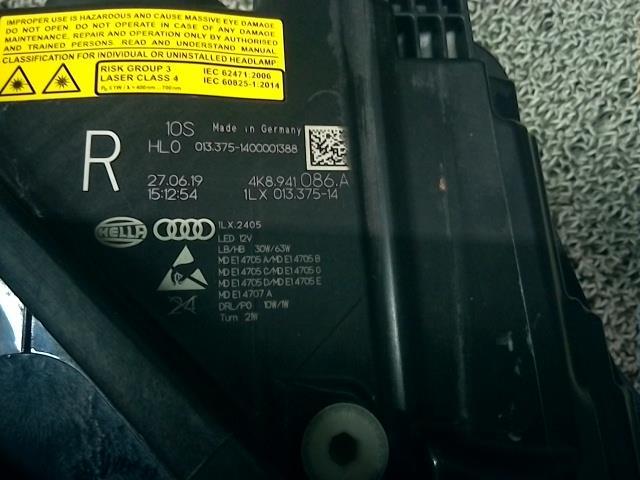 IMPROPER USE IS HAZARDOUS AND CAUSE MASSIVE EYE DAMAGE
DO NOT OPEN. DO NOT OPERATE IN CASE OF ANY DAMAGE
MAINTENANCE, REPAIR AND OPERATION ONLY BY AUTHORISED
AND TRAINED PERSONS. READ AND UNDERSTAND MANUAL
CLASSIFICATION FOR INDIVIDUAL OR UNINSTALLED HEADLAMP:
RISK GROUP 3
LASER CLASS 4
IEC 62471:2006
IEC 60825-1:2014
R
10S Made in Germany
HLO 013.375-1400001388
27.06.19 4K8.941 086.A
15:12:54 1LX 013.375-14
HELLA
1LX.2405
LED 12V
LB/HB 30W/63W
MD E1 4705 A/MD E1 4705 B
MD E1 4705 C/MD E1 4705 G
MD E1 4705 D/MD E1 4705 E
MD E1 4707 A
DRL/PO 10W/1W
Turn 21W
24